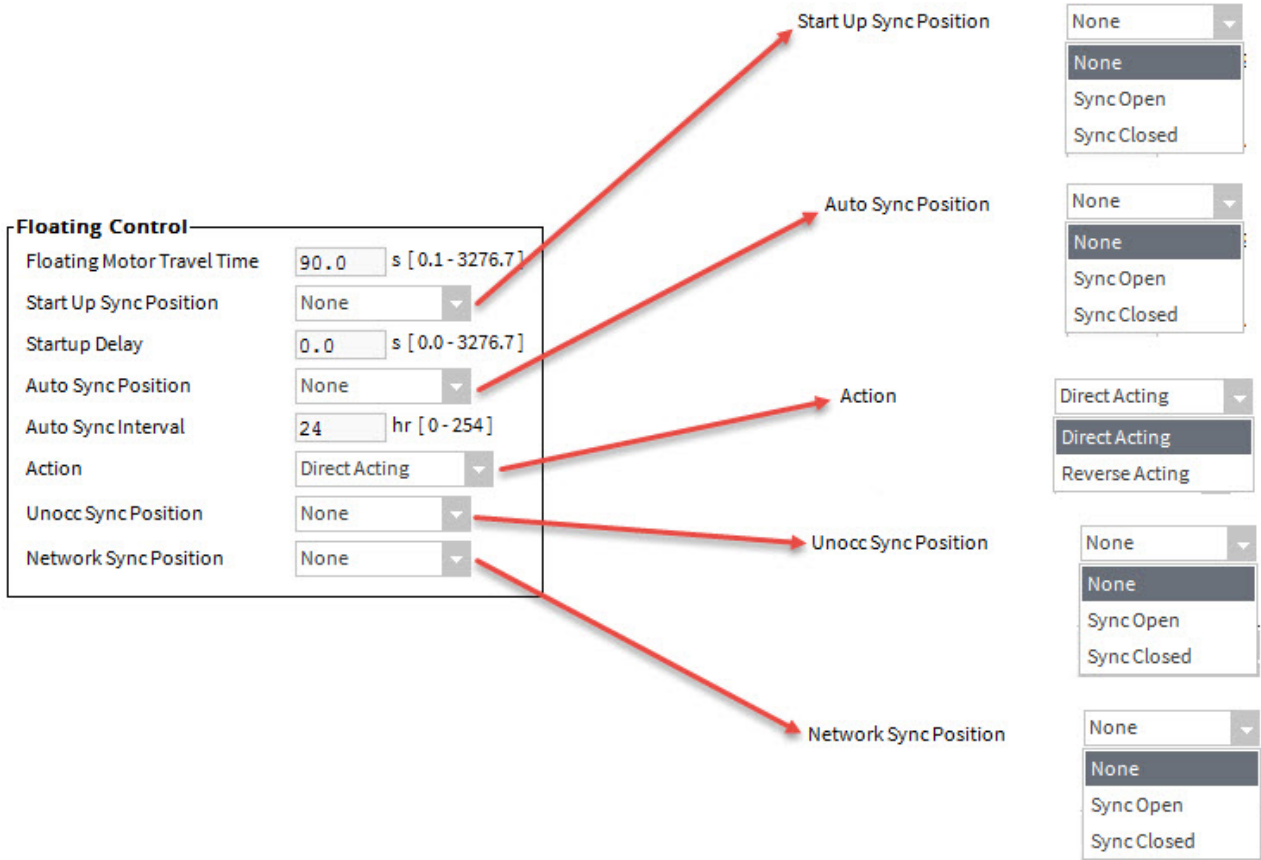 Floating Control
Floating Motor Travel Time 90.0 s [ 0.1 - 3276.7 ]
Start Up Sync Position None
Startup Delay 0.0 s [ 0.0 - 3276.7 ]
Auto Sync Position None
Auto Sync Interval 24 hr [ 0 - 254 ]
Action Direct Acting
Unocc Sync Position None
Network Sync Position None
Start Up Sync Position None
None
Sync Open
Sync Closed
Auto Sync Position None
None
Sync Open
Sync Closed
Action Direct Acting
Direct Acting
Reverse Acting
Unocc Sync Position None
None
Sync Open
Sync Closed
Network Sync Position None
None
Sync Open
Sync Closed